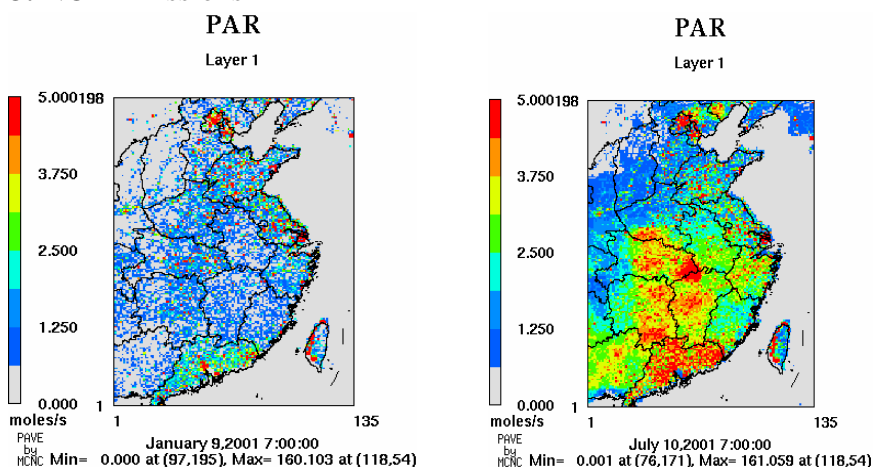 PAR
Layer 1
5.000198
3.750
2.500
1.250
0.000
1
moles/s
1
135
PAVE
by
MCNC
January 9,2001 7:00:00
Min= 0.000 at (97,195), Max= 160.103 at (118,54)
PAR
Layer 1
5.000198
3.750
2.500
1.250
0.000
1
moles/s
1
135
PAVE
by
MCNC
July 10,2001 7:00:00
Min= 0.001 at (76,171), Max= 161.059 at (118,54)